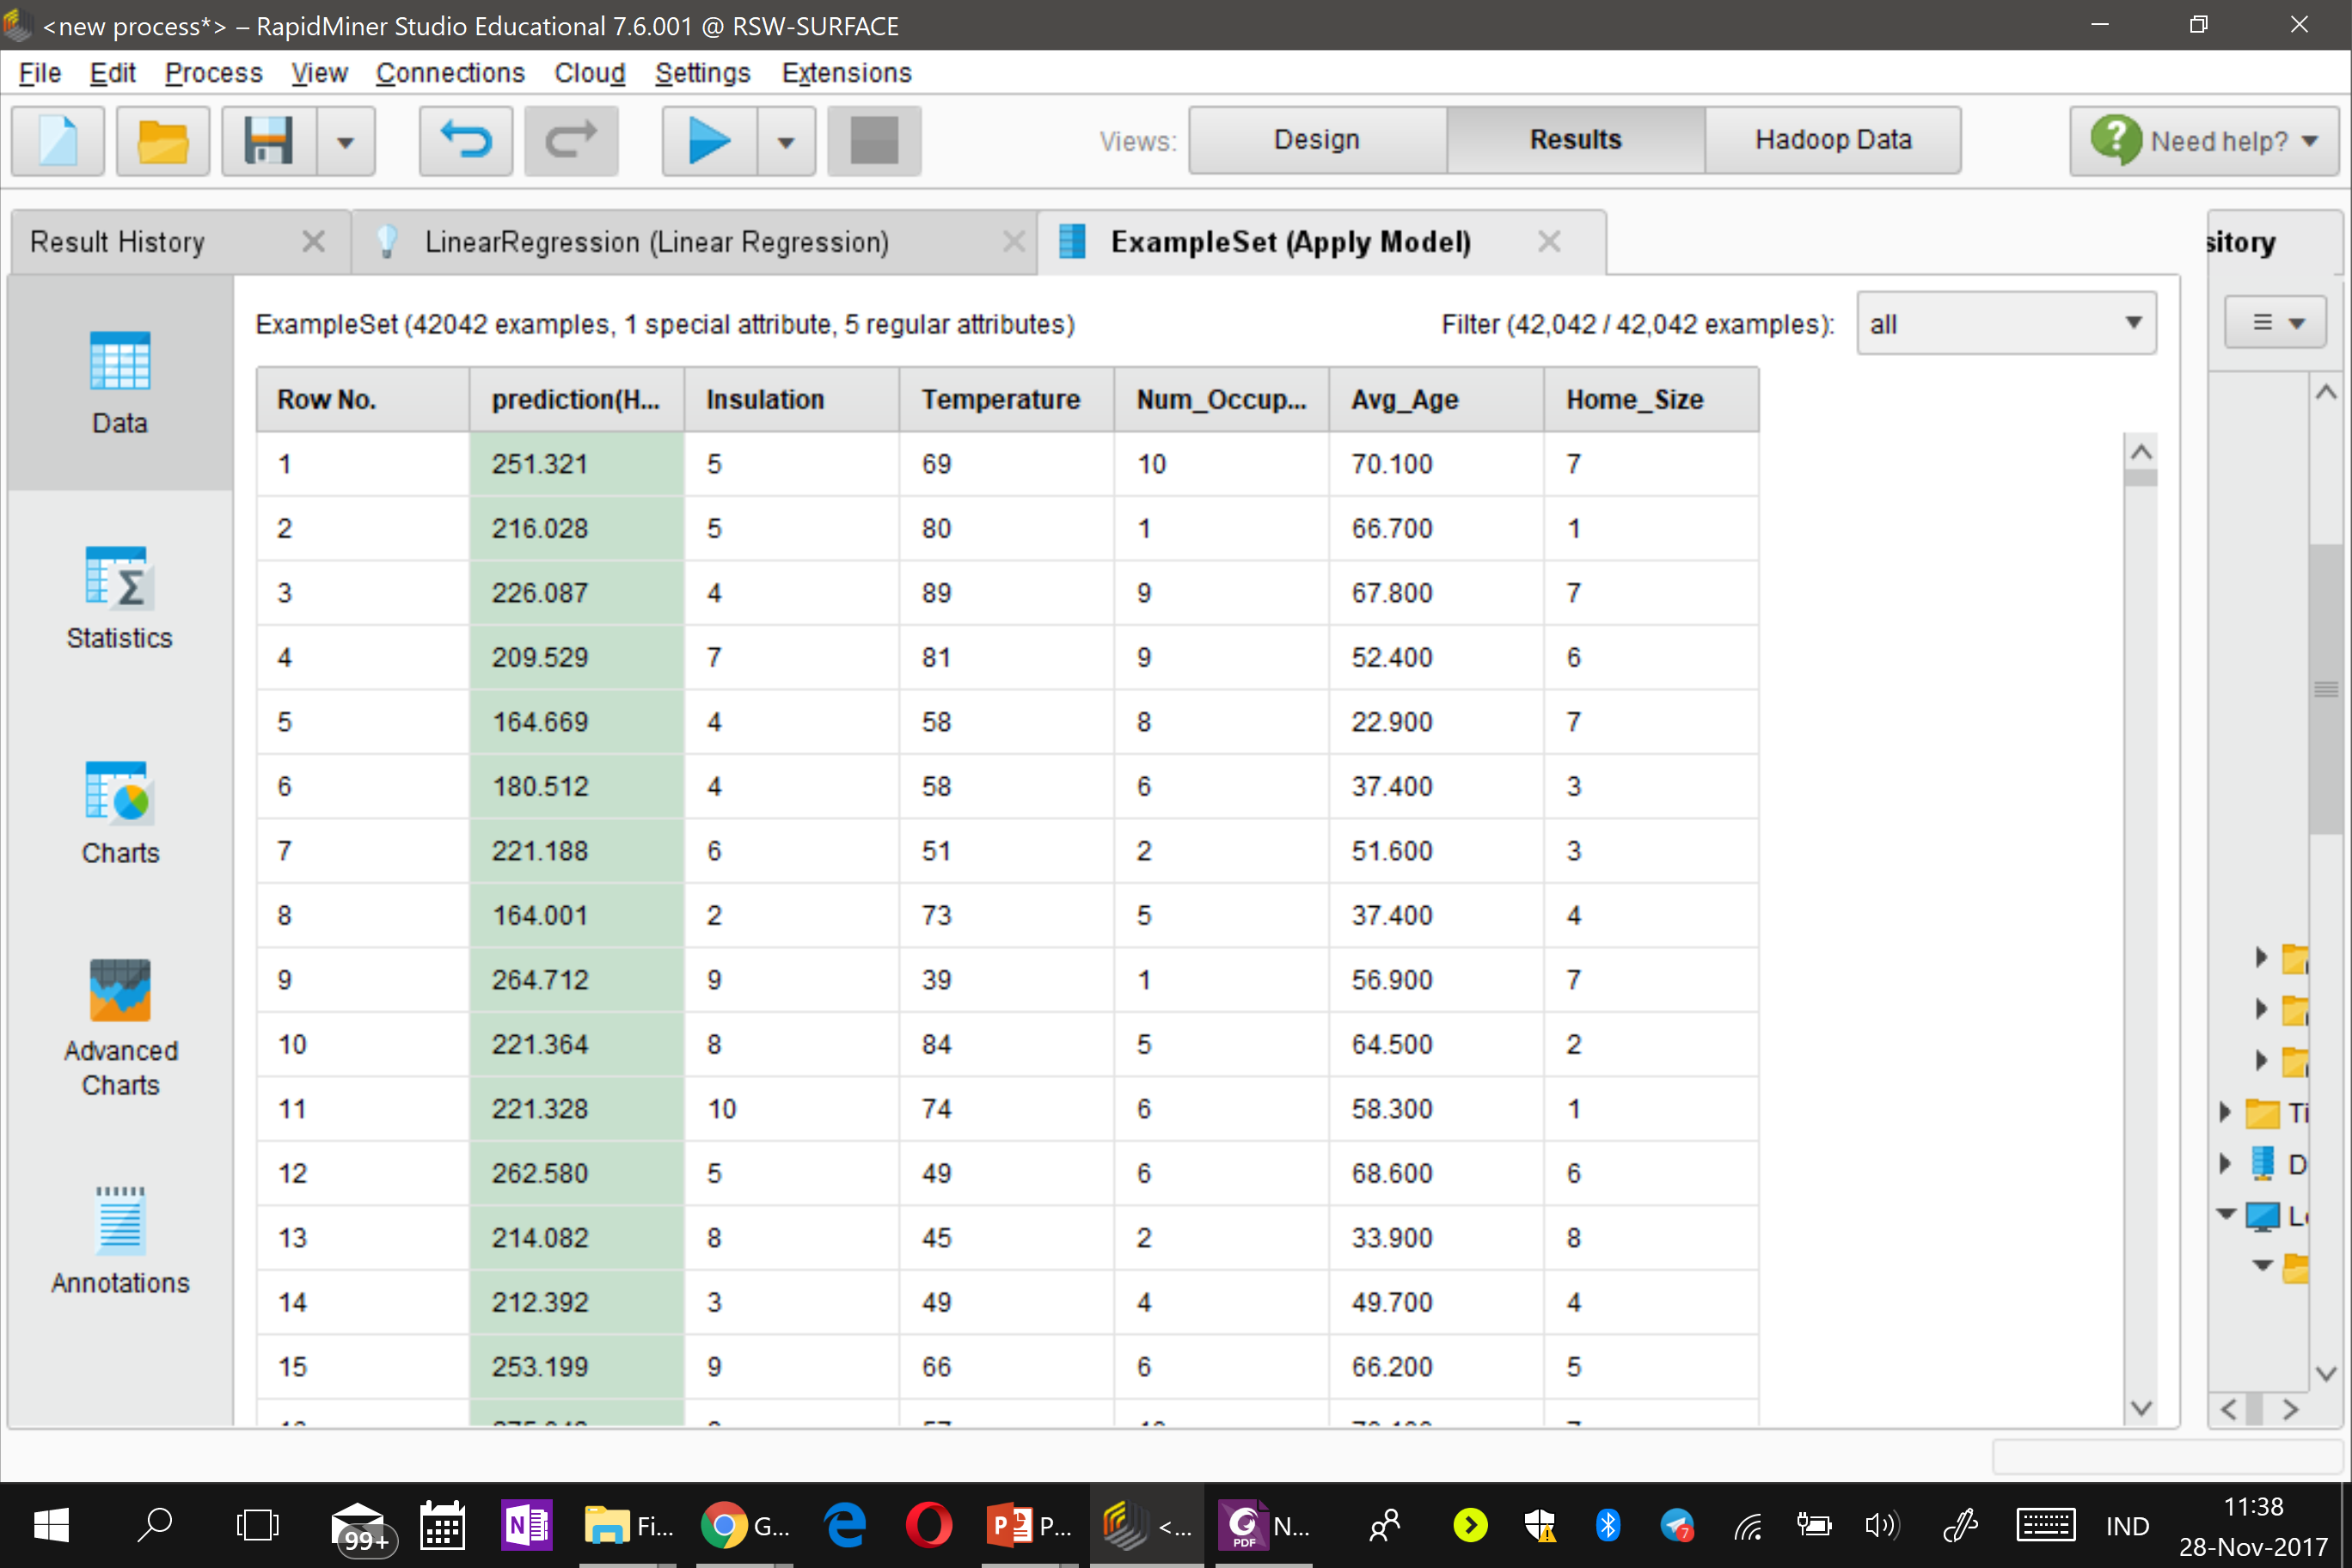 <new process*> – RapidMiner Studio Educational 7.6.001 @ RSW-SURFACE
File Edit Process View Connections Cloud Settings Extensions
Views: Design Results Hadoop Data Need help?
Result History LinearRegression (Linear Regression) ExampleSet (Apply Model) sitory
ExampleSet (42042 examples, 1 special attribute, 5 regular attributes) Filter (42,042 / 42,042 examples): all
Data
Statistics
Charts
Advanced
Charts
Annotations
Row No. prediction(H... Insulation Temperature Num_Occup... Avg_Age Home_Size
1 251.321 5 69 10 70.100 7
2 216.028 5 80 1 66.700 1
3 226.087 4 89 9 67.800 7
4 209.529 7 81 9 52.400 6
5 164.669 4 58 8 22.900 7
6 180.512 4 58 6 37.400 3
7 221.188 6 51 2 51.600 3
8 164.001 2 73 5 37.400 4
9 264.712 9 39 1 56.900 7
10 221.364 8 84 5 64.500 2
11 221.328 10 74 6 58.300 1
12 262.580 5 49 6 68.600 6
13 214.082 8 45 2 33.900 8
14 212.392 3 49 4 49.700 4
15 253.199 9 66 6 66.200 5
Ti
D
L
99+ N Fi... G... P... <... PDF N... 7 IND
11:38
28-Nov-2017